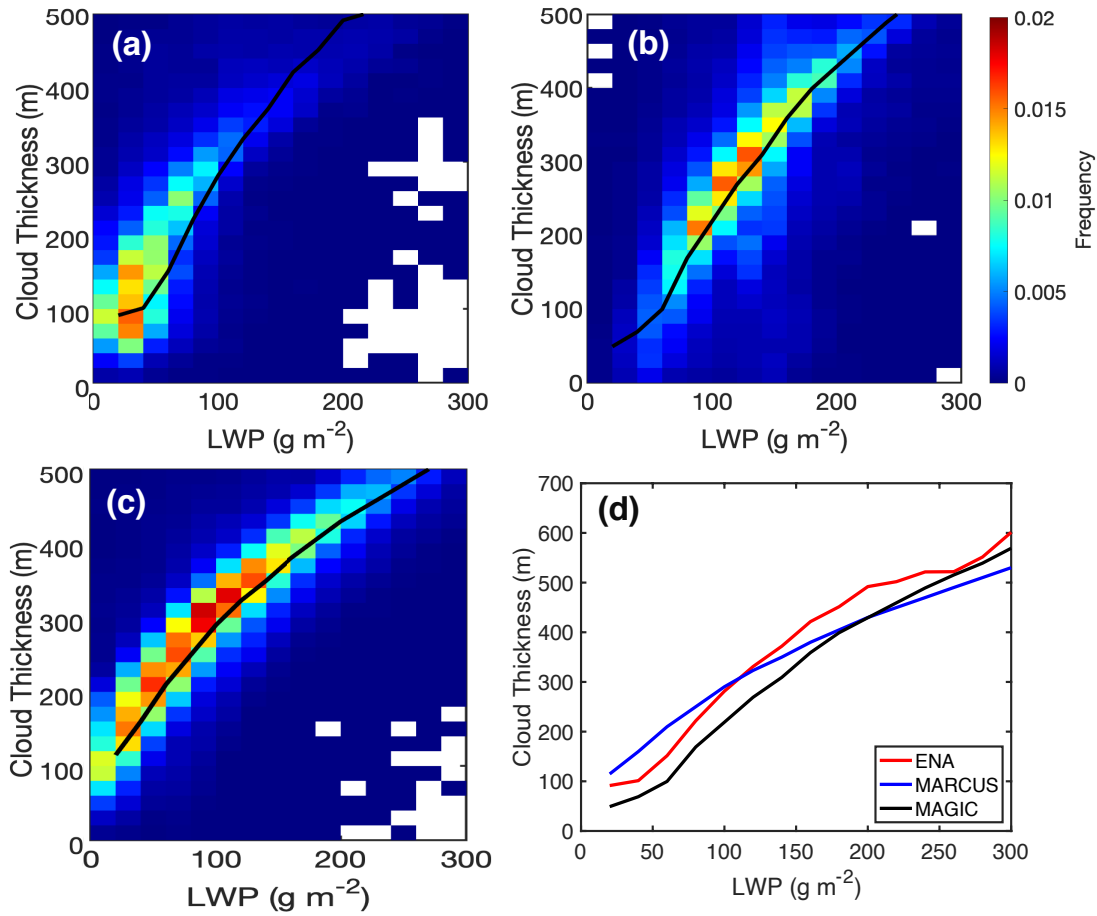 (a)
500
400
300
200
100
0
Cloud Thickness (m)
0 100 200 300
LWP (g m⁻²)
(b)
500
400
300
200
100
0
Cloud Thickness (m)
0 100 200 300
LWP (g m⁻²)
0.02
0.015
0.01
0.005
0
Frequency
(c)
500
400
300
200
100
0
Cloud Thickness (m)
0 100 200 300
LWP (g m⁻²)
(d)
700
600
500
400
300
200
100
0
Cloud Thickness (m)
ENA
MARCUS
MAGIC
0 50 100 150 200 250 300
LWP (g m⁻²)